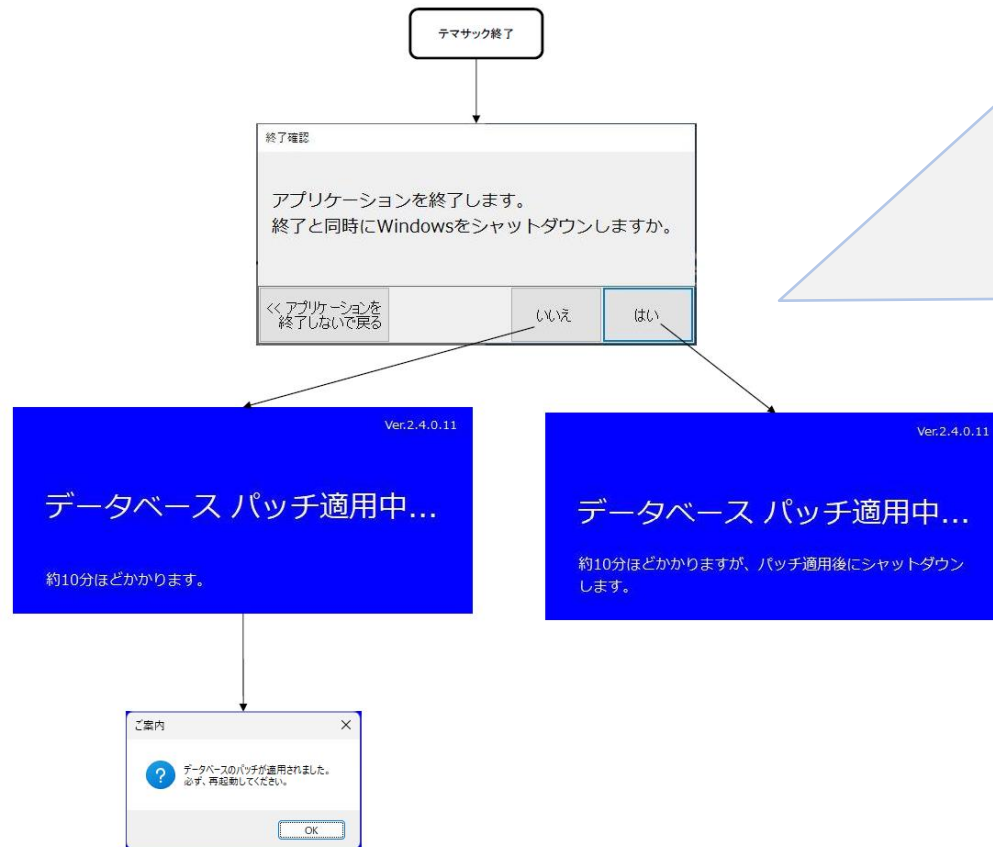 テマサック終了
終了確認
アプリケーションを終了します。
終了と同時にWindowsをシャットダウンしますか。
<< アプリケーションを
終了しないで戻る
いいえ
はい
Ver.2.4.0.11
データベース パッチ適用中...
約10分ほどかかります。
Ver.2.4.0.11
データベース パッチ適用中...
約10分ほどかかりますが、パッチ適用後にシャットダウン
します。
ご案内
データベースのパッチが適用されました。
必ず、再起動してください。
OK